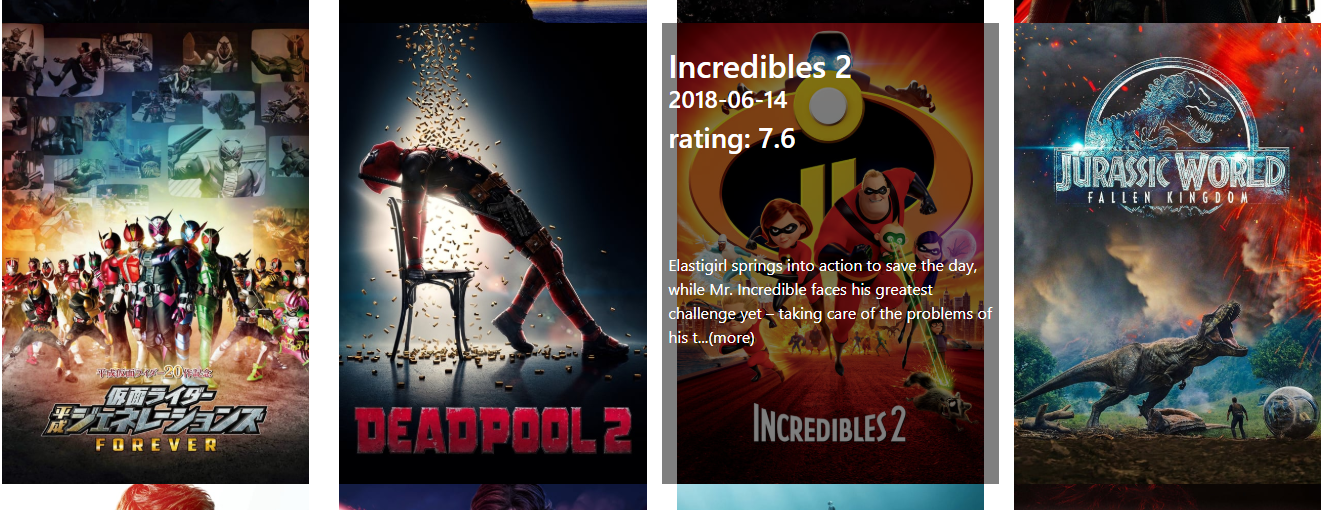 平成仮面ライダー20作記念
仮面ライダー
平成ジェネレーションズ
FOREVER
DEADPOOL 2
Incredibles 2
2018-06-14
rating: 7.6
Elastigirl springs into action to save the day,
while Mr. Incredible faces his greatest
challenge yet – taking care of the problems of
his t...(more)
INCREDIBLES 2
JURASSIC WORLD
FALLEN KINGDOM